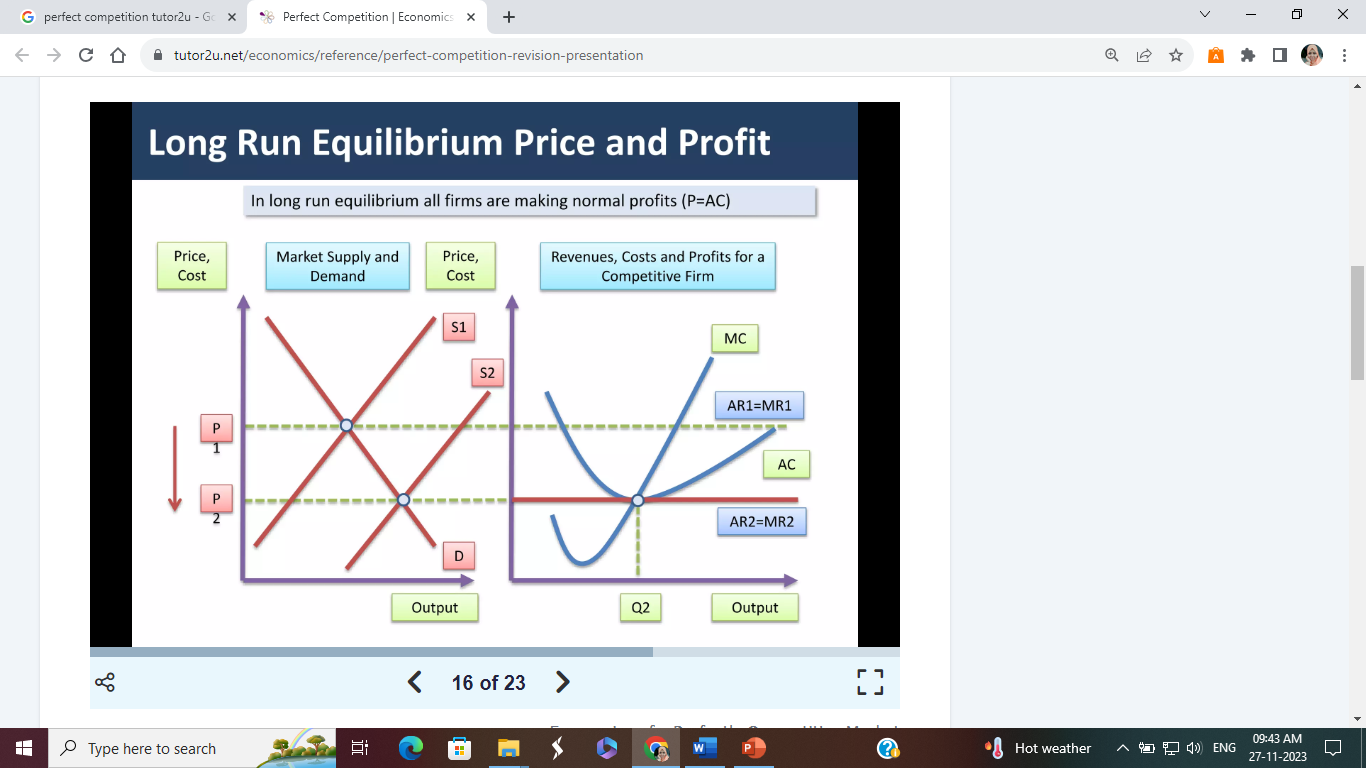 perfect competition tutor2u - Go
Perfect Competition | Economics
tutor2u.net/economics/reference/perfect-competition-revision-presentation
Long Run Equilibrium Price and Profit
In long run equilibrium all firms are making normal profits (P=AC)
Price,
Cost
Market Supply and
Demand
Price,
Cost
Revenues, Costs and Profits for a
Competitive Firm
S1
MC
S2
AR1=MR1
P
1
AC
P
2
AR2=MR2
D
Output
Q2
Output
16 of 23
Type here to search
Hot weather
ENG
09:43 AM
27-11-2023